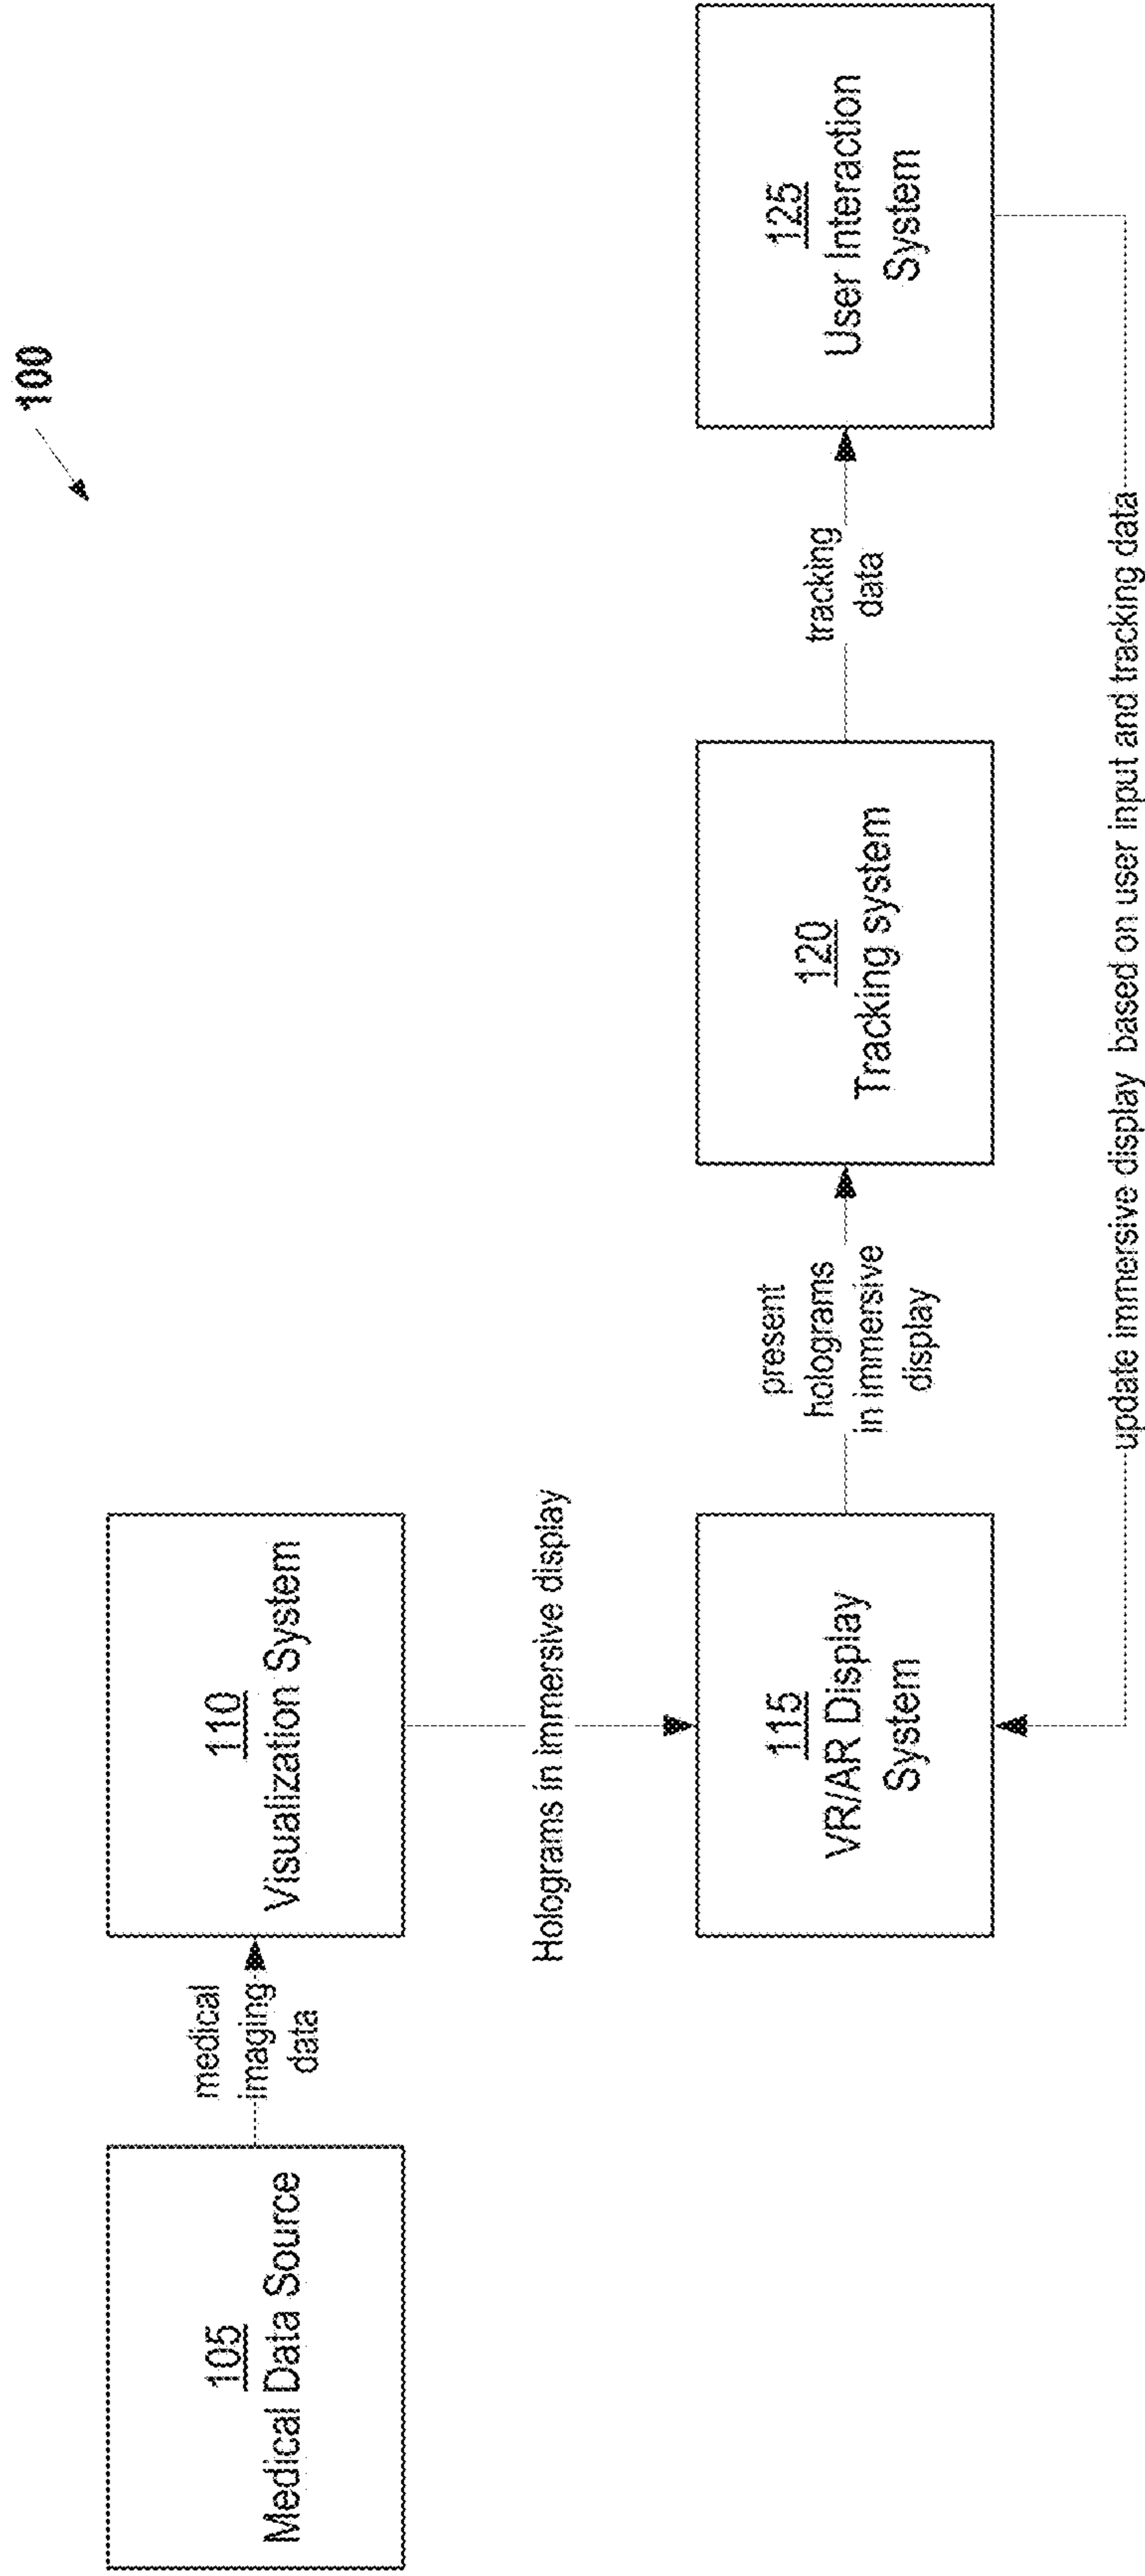 100
105
Medical Data Source
medical
imaging
data
110
Visualization System
Holograms in immersive display
115
VR/AR Display
System
present
holograms
in immersive
display
120
Tracking system
tracking
data
125
User Interaction
System
update immersive display based on user input and tracking data